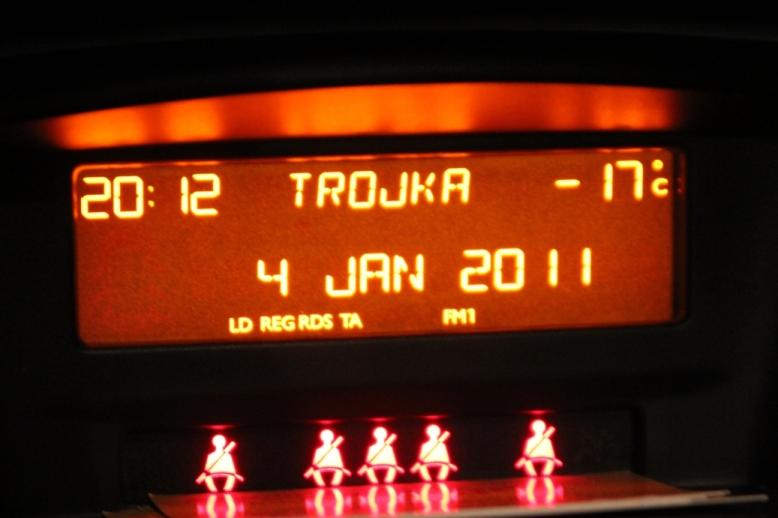 20:12 TROJKA -17°C
4 JAN 2011
LD REG RDS TA FM1